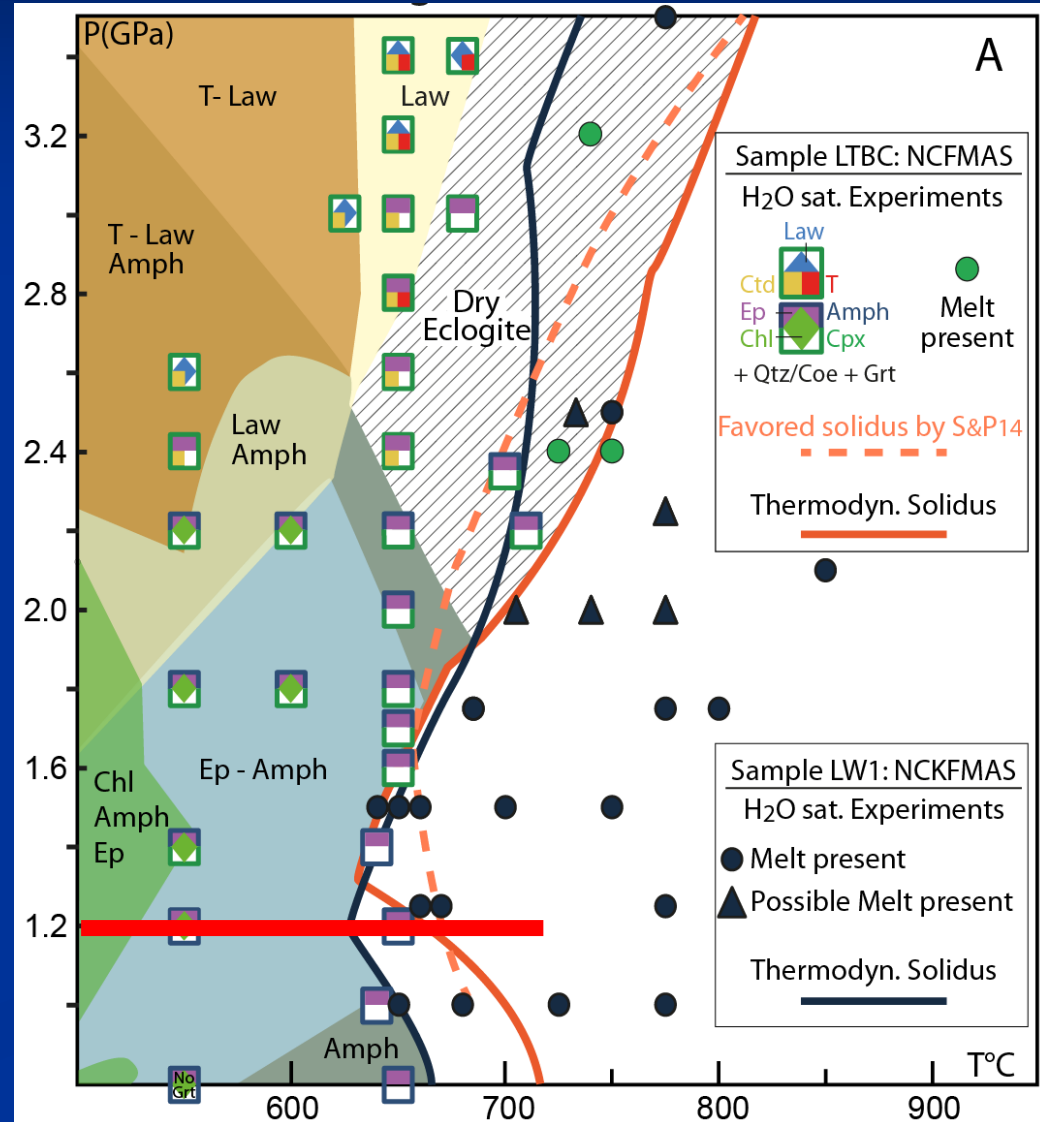 P(GPa)
A
T- Law
Law
3.2
T - Law
Amph
2.8
Dry
Eclogite
Law
Amph
2.4
2.0
1.6
Ep - Amph
Chl
Amph
Ep
1.2
Amph
No
Grt
T°C
600
700
800
900
Sample LTBC: NCFMAS
H2O sat. Experiments
Law
Ctd
T
Ep
Amph
Chl
Cpx
Melt
present
+ Qtz/Coe + Grt
Favored solidus by S&P14
Thermodyn. Solidus
Sample LW1: NCKFMAS
H2O sat. Experiments
Melt present
Possible Melt present
Thermodyn. Solidus